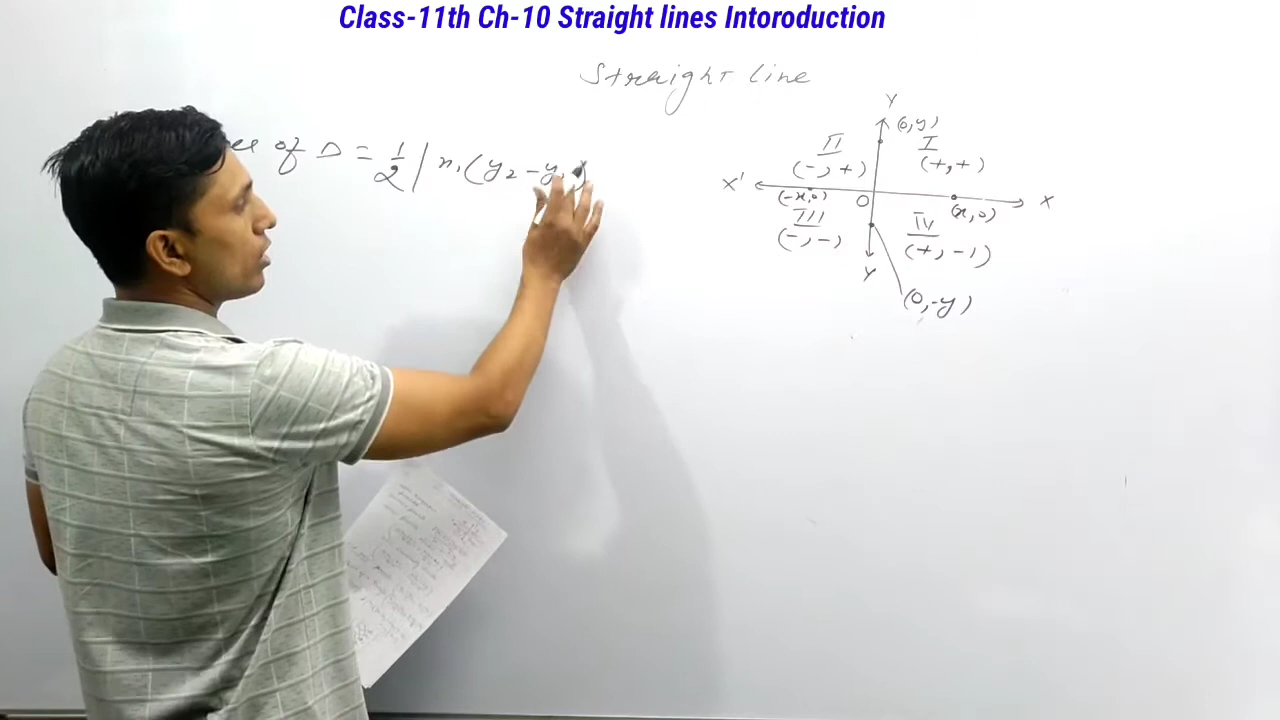 Class-11th Ch-10 Straight lines Intoroduction
Straight Line
of Δ = 1/2 | x₁(y₂ - y
Y
(0,y)
II
I
(-,+)
(+,+)
X'
X
(-x,0)
O
(x,0)
III
IV
(-,-)
(+,-1)
Y
(0,-y)